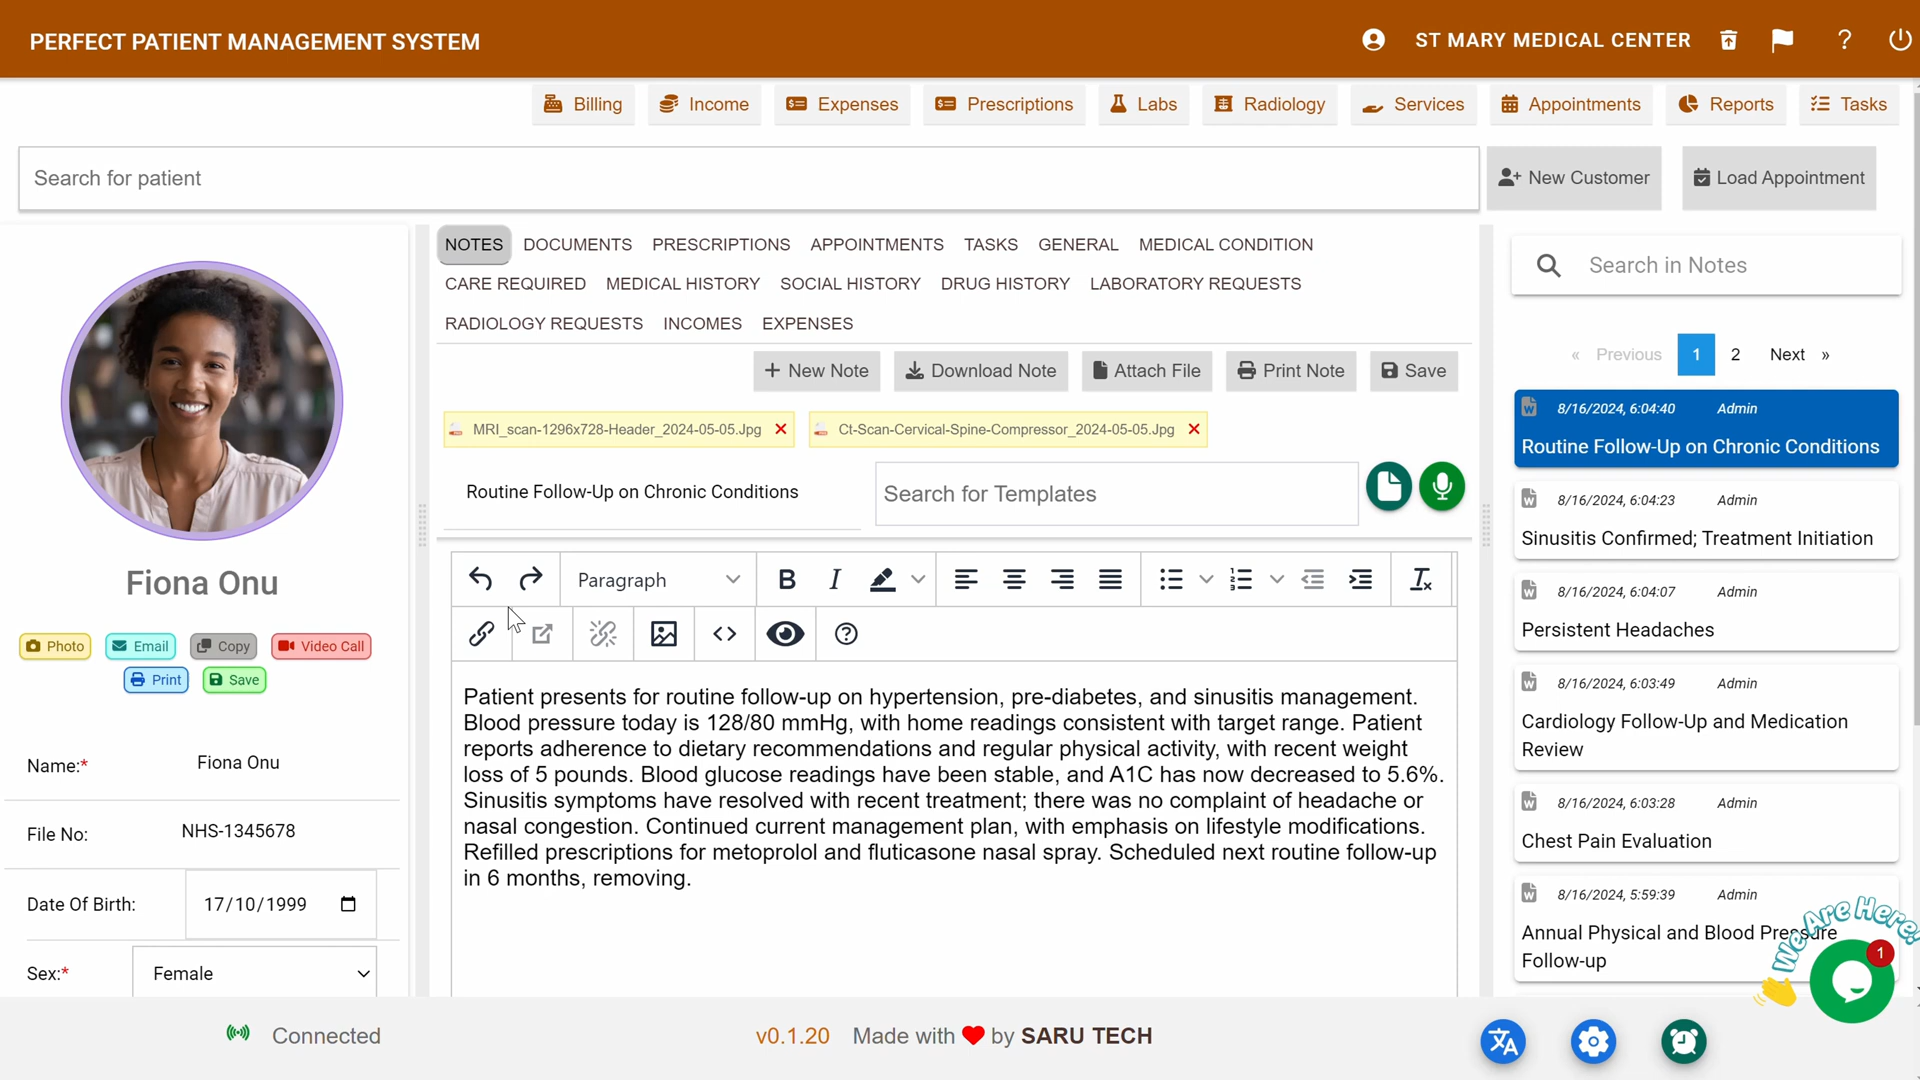 PERFECT PATIENT MANAGEMENT SYSTEM
ST MARY MEDICAL CENTER
Billing
Income
Expenses
Prescriptions
Labs
Radiology
Services
Appointments
Reports
Tasks
Search for patient
New Customer
Load Appointment
Fiona Onu
Photo
Email
Copy
Video Call
Print
Save
Name:*
Fiona Onu
File No:
NHS-1345678
Date Of Birth:
17/10/1999
Sex:*
Female
NOTES DOCUMENTS PRESCRIPTIONS APPOINTMENTS TASKS GENERAL MEDICAL CONDITION
CARE REQUIRED MEDICAL HISTORY SOCIAL HISTORY DRUG HISTORY LABORATORY REQUESTS
RADIOLOGY REQUESTS INCOMES EXPENSES
+ New Note
Download Note
Attach File
Print Note
Save
MRI_scan-1296x728-Header_2024-05-05.Jpg
Ct-Scan-Cervical-Spine-Compressor_2024-05-05.Jpg
Routine Follow-Up on Chronic Conditions
Search for Templates
Paragraph
B I
Patient presents for routine follow-up on hypertension, pre-diabetes, and sinusitis management.
Blood pressure today is 128/80 mmHg, with home readings consistent with target range. Patient
reports adherence to dietary recommendations and regular physical activity, with recent weight
loss of 5 pounds. Blood glucose readings have been stable, and A1C has now decreased to 5.6%.
Sinusitis symptoms have resolved with recent treatment; there was no complaint of headache or
nasal congestion. Continued current management plan, with emphasis on lifestyle modifications.
Refilled prescriptions for metoprolol and fluticasone nasal spray. Scheduled next routine follow-up
in 6 months, removing.
Search in Notes
« Previous 1 2 Next »
8/16/2024, 6:04:40 Admin
Routine Follow-Up on Chronic Conditions
8/16/2024, 6:04:23 Admin
Sinusitis Confirmed; Treatment Initiation
8/16/2024, 6:04:07 Admin
Persistent Headaches
8/16/2024, 6:03:49 Admin
Cardiology Follow-Up and Medication
Review
8/16/2024, 6:03:28 Admin
Chest Pain Evaluation
8/16/2024, 5:59:39 Admin
Annual Physical and Blood Pressure
Follow-up
We Are Here!
1
Connected
v0.1.20 Made with ❤ by SARU TECH